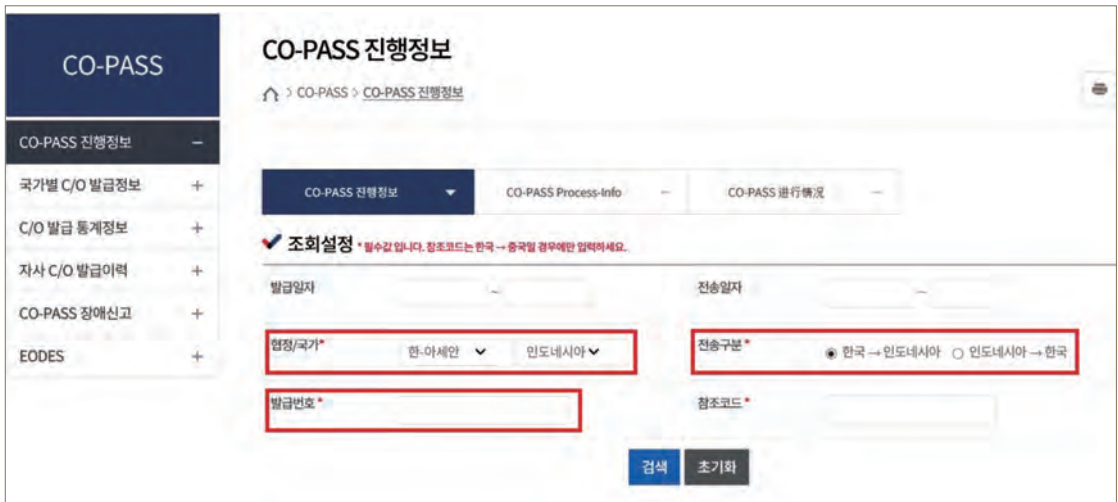 CO-PASS
CO-PASS 진행정보
국가별 C/O 발급정보
C/O 발급 통계정보
자사 C/O 발급이력
CO-PASS 장애신고
EODES
CO-PASS 진행정보
> CO-PASS > CO-PASS 진행정보
CO-PASS 진행정보 CO-PASS Process-Info CO-PASS 进行情况
조회설정 * 필수값 입니다. 참조코드는 한국 → 중국일 경우에만 입력하세요.
발급일자 ~ 전송일자 ~
협정/국가* 한-아세안 인도네시아 전송구분* 한국 → 인도네시아 인도네시아 → 한국
발급번호* 참조코드*
검색 초기화